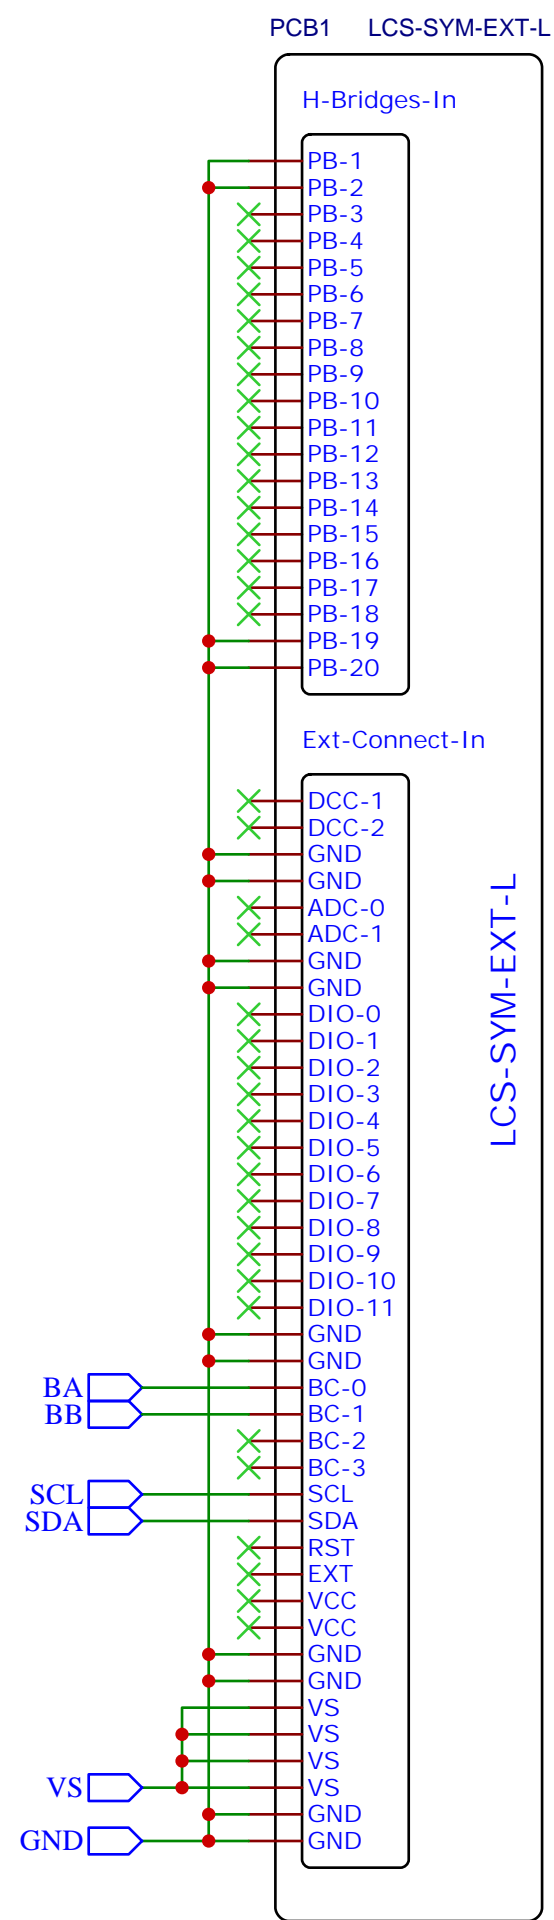 PCB1 LCS-SYM-EXT-L
H-Bridges-In
PB-1
PB-2
PB-3
PB-4
PB-5
PB-6
PB-7
PB-8
PB-9
PB-10
PB-11
PB-12
PB-13
PB-14
PB-15
PB-16
PB-17
PB-18
PB-19
PB-20
Ext-Connect-In
DCC-1
DCC-2
GND
GND
ADC-0
ADC-1
GND
GND
DIO-0
DIO-1
DIO-2
DIO-3
DIO-4
DIO-5
DIO-6
DIO-7
DIO-8
DIO-9
DIO-10
DIO-11
GND
GND
BA BC-0
BB BC-1
BC-2
BC-3
SCL SCL
SDA SDA
RST
EXT
VCC
VCC
GND
GND
VS
VS
VS
VS VS
GND
GND GND
LCS-SYM-EXT-L